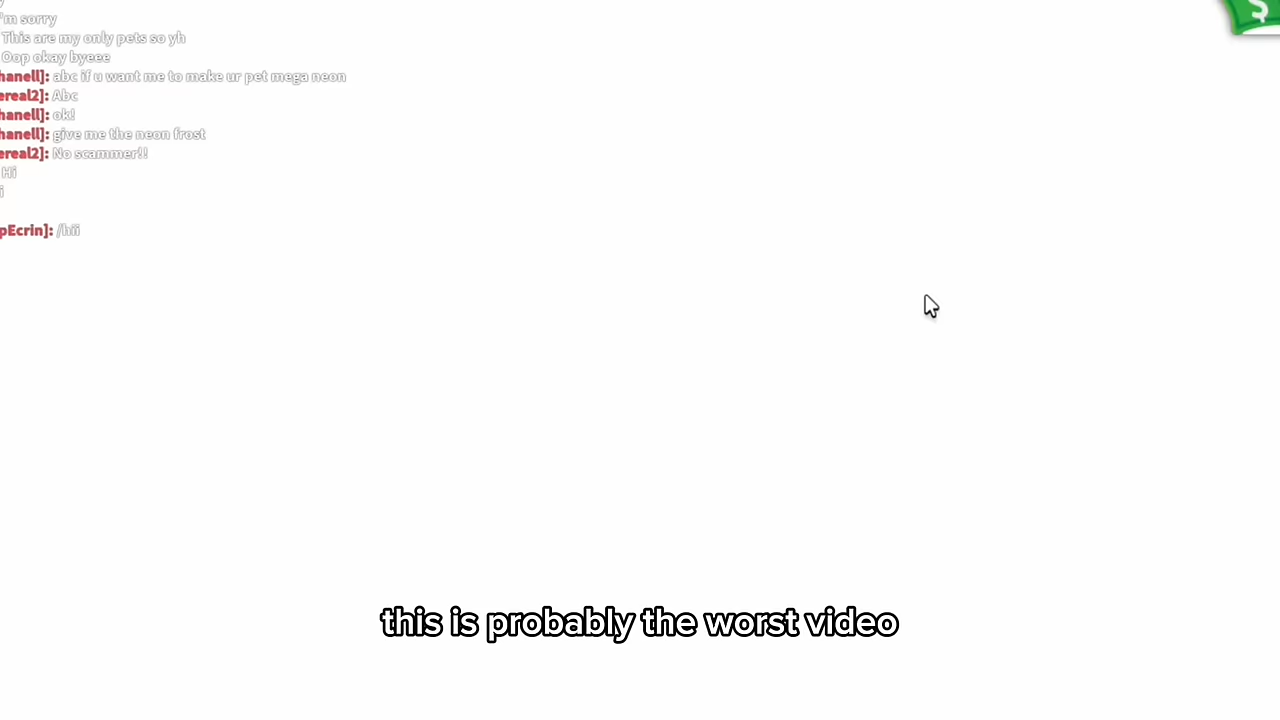 'm sorry
This are my only pets so yh
Oop okay byeee
hanell]: abc if u want me to make ur pet mega neon
ereal2]: Abc
hanell]: ok!
hanell]: give me the neon frost
ereal2]: No scammer!!
Hi
i
pEcrin]: /hii
$
this is probably the worst video